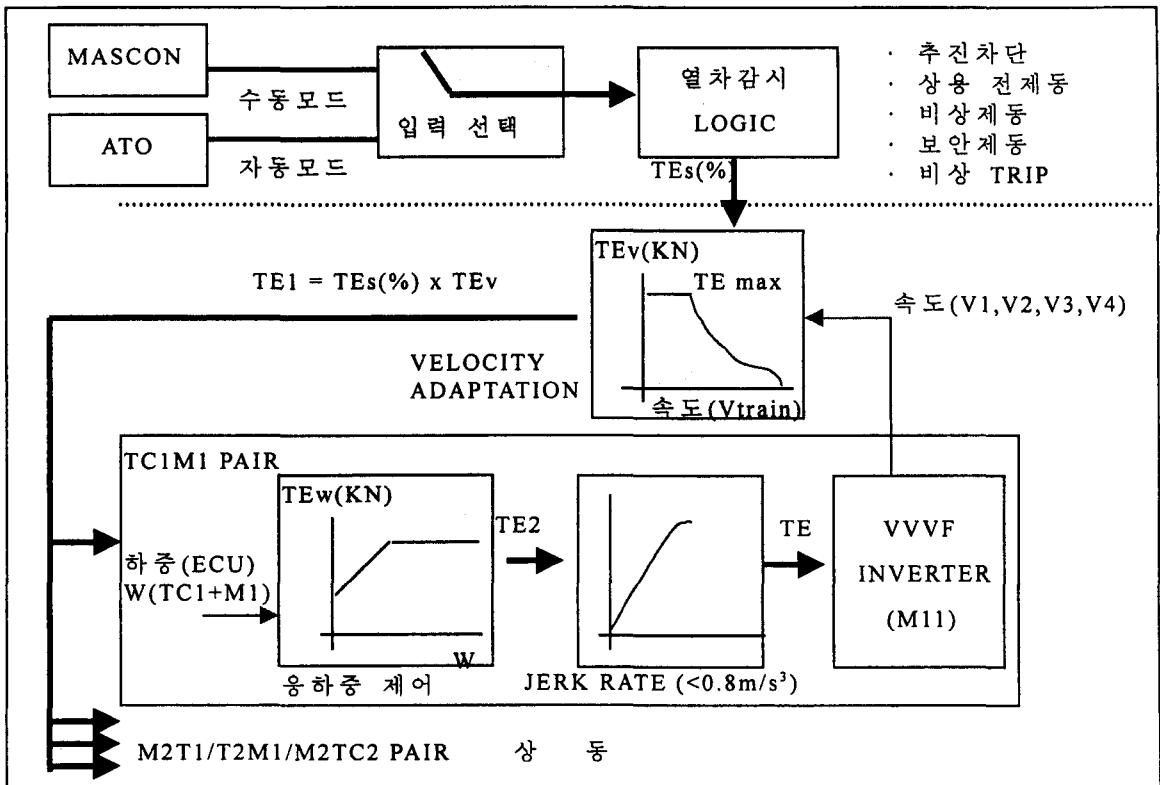 MASCON
수동모드
ATO
자동모드
입력 선택
열차감시
LOGIC
· 추진차단
· 상용 전제동
· 비상제동
· 보안제동
· 비상 TRIP
TEs(%)
TE1 = TEs(%) x TEv
TEv(KN)
TE max
속도(Vtrain)
속도(V1,V2,V3,V4)
VELOCITY
ADAPTATION
TC1M1 PAIR
하중(ECU)
W(TC1+M1)
TEw(KN)
W
응하중 제어
TE2
JERK RATE (<0.8m/s³)
TE
VVVF
INVERTER
(M11)
M2T1/T2M1/M2TC2 PAIR 상 동